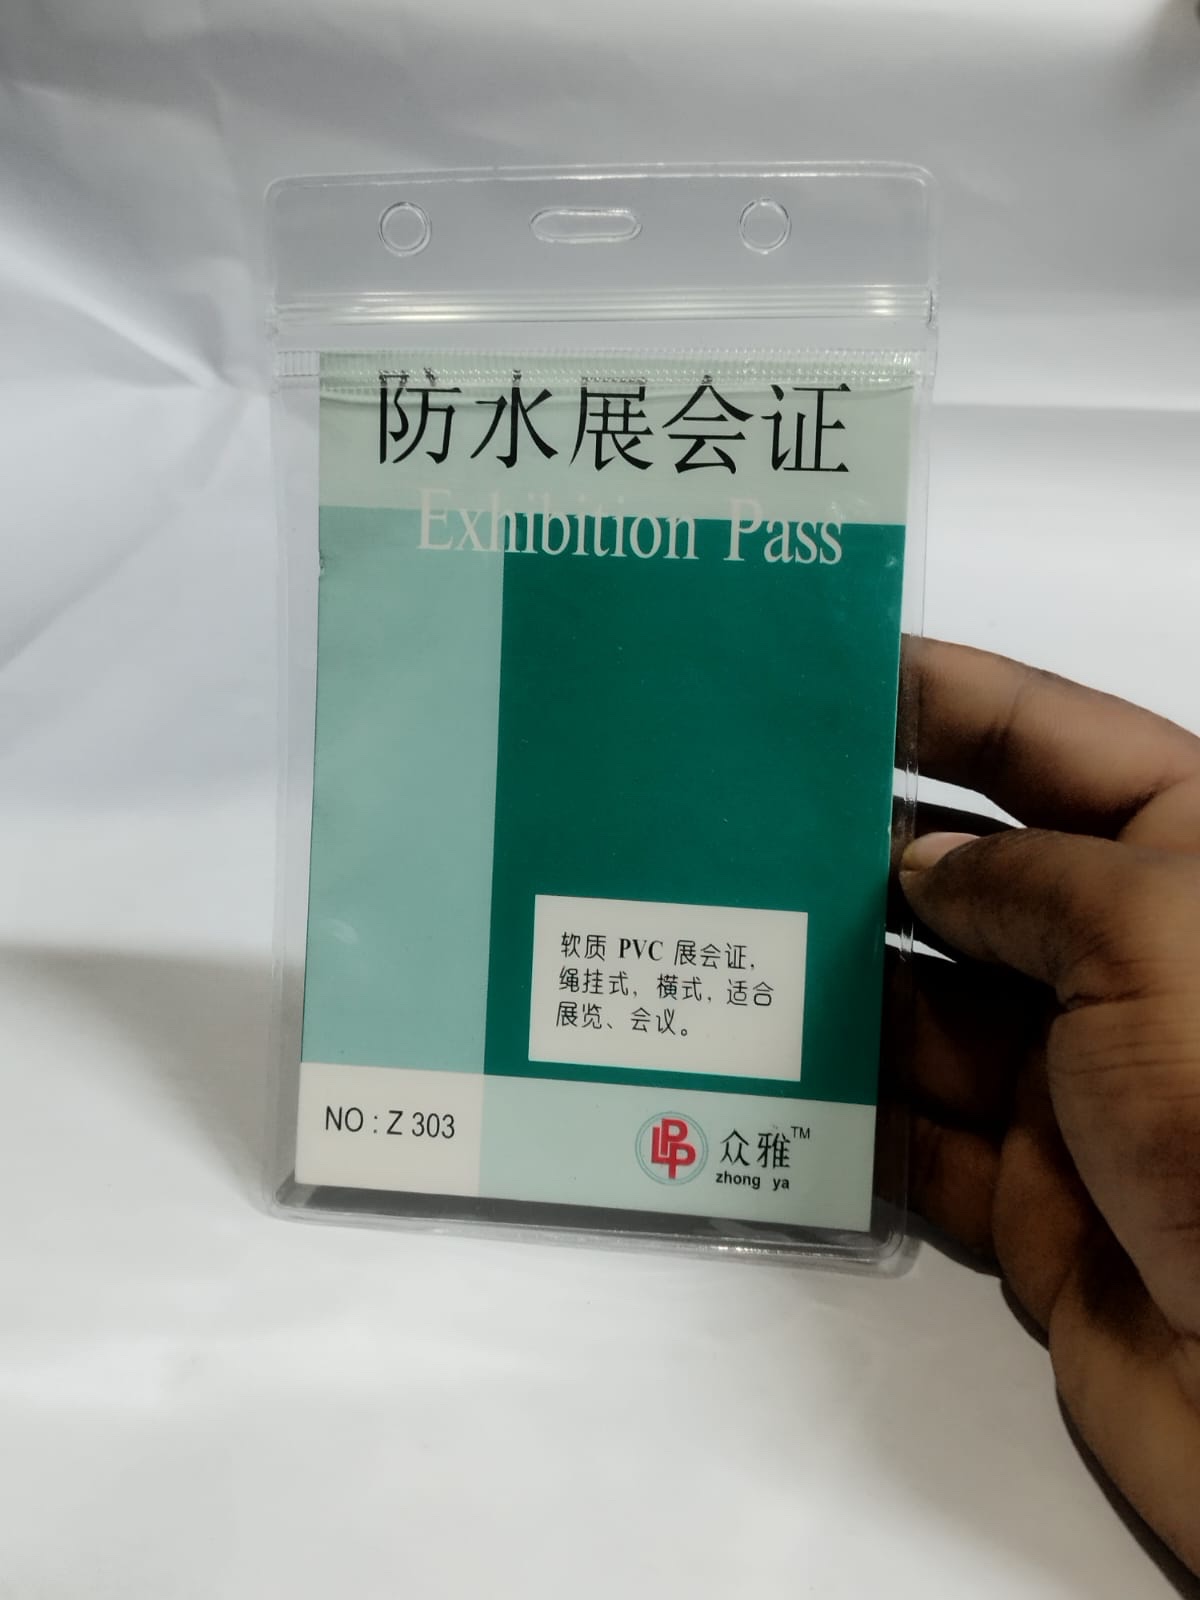 防水展会证
Exhibition Pass
软质 PVC 展会证,
绳挂式, 横式, 适合
展览、会议。
NO : Z 303
LPP
众雅™
zhong ya